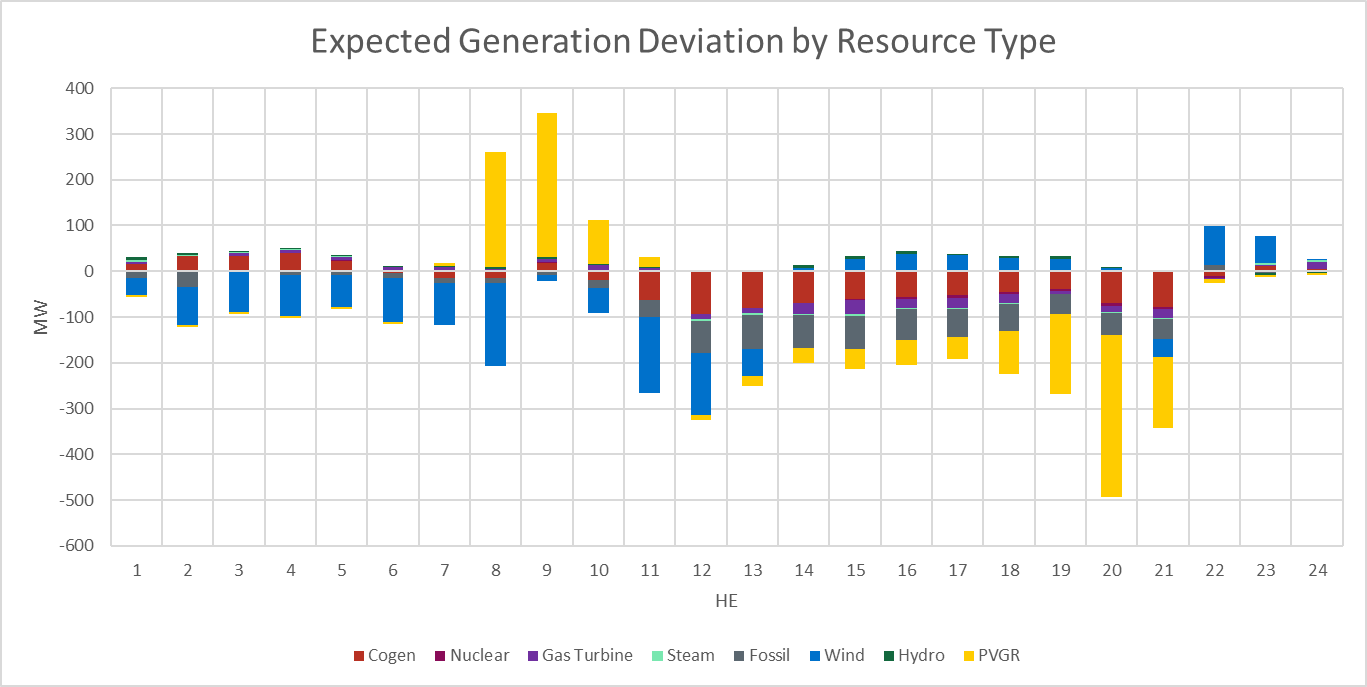 Expected Generation Deviation by Resource Type
400
300
200
100
0
-100
-200
-300
-400
-500
-600
MW
1 2 3 4 5 6 7 8 9 10 11 12 13 14 15 16 17 18 19 20 21 22 23 24
HE
Cogen Nuclear Gas Turbine Steam Fossil Wind Hydro PVGR